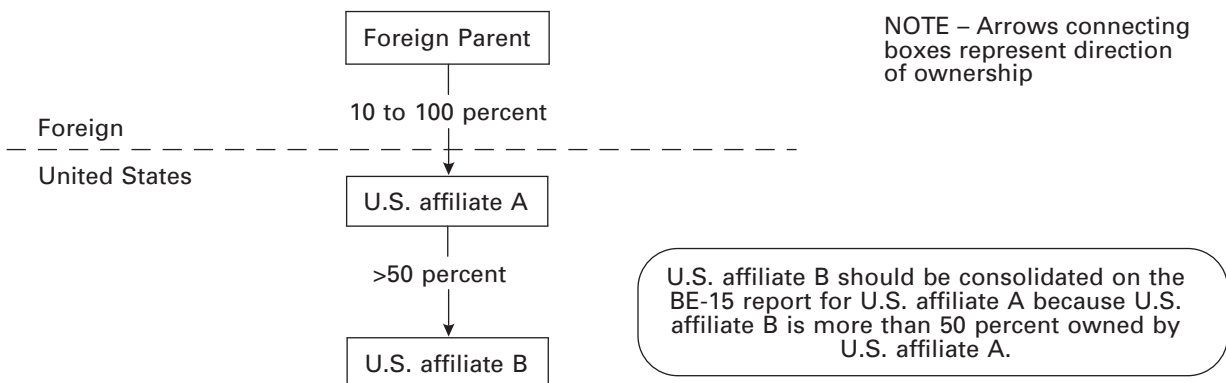 Foreign Parent
NOTE – Arrows connecting
boxes represent direction
of ownership
10 to 100 percent
Foreign
United States
U.S. affiliate A
>50 percent
U.S. affiliate B should be consolidated on the
BE-15 report for U.S. affiliate A because U.S.
affiliate B is more than 50 percent owned by
U.S. affiliate A.
U.S. affiliate B